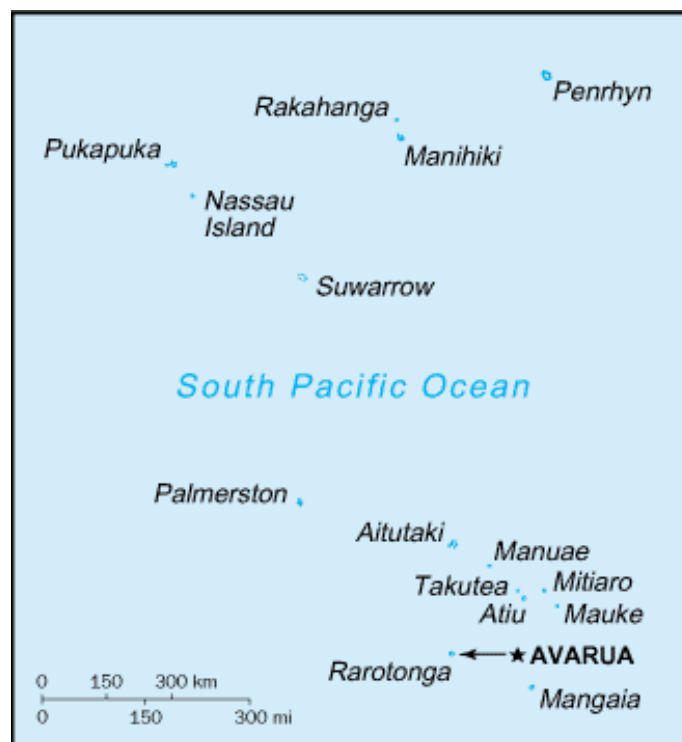 Penrhyn
Rakahanga
Manihiki
Pukapuka
Nassau
Island
Suwarrow
South Pacific Ocean
Palmerston
Aitutaki
Manuae
Takutea
Mitiaro
Atiu
Mauke
Rarotonga
AVARUA
Mangaia
0 150 300 km
0 150 300 mi